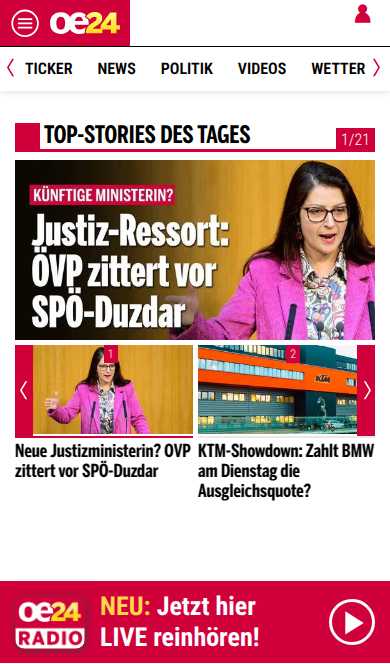 oe24
TICKER NEWS POLITIK VIDEOS WETTER
TOP-STORIES DES TAGES
1/21
KÜNFTIGE MINISTERIN?
Justiz-Ressort:
ÖVP zittert vor
SPÖ-Duzdar
1
Neue Justizministerin? ÖVP
zittert vor SPÖ-Duzdar
2
KTM
KTM-Showdown: Zahlt BMW
am Dienstag die
Ausgleichsquote?
oe24
RADIO
NEU: Jetzt hier
LIVE reinhören!